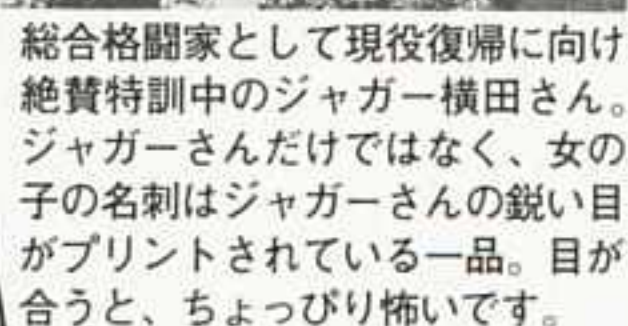 総合格闘家として現役復帰に向け
絶賛特訓中のジャガー横田さん。
ジャガーさんだけではなく、女の
子の名刺はジャガーさんの鋭い目
がプリントされている一品。目が
合うと、ちょっぴり怖いです。